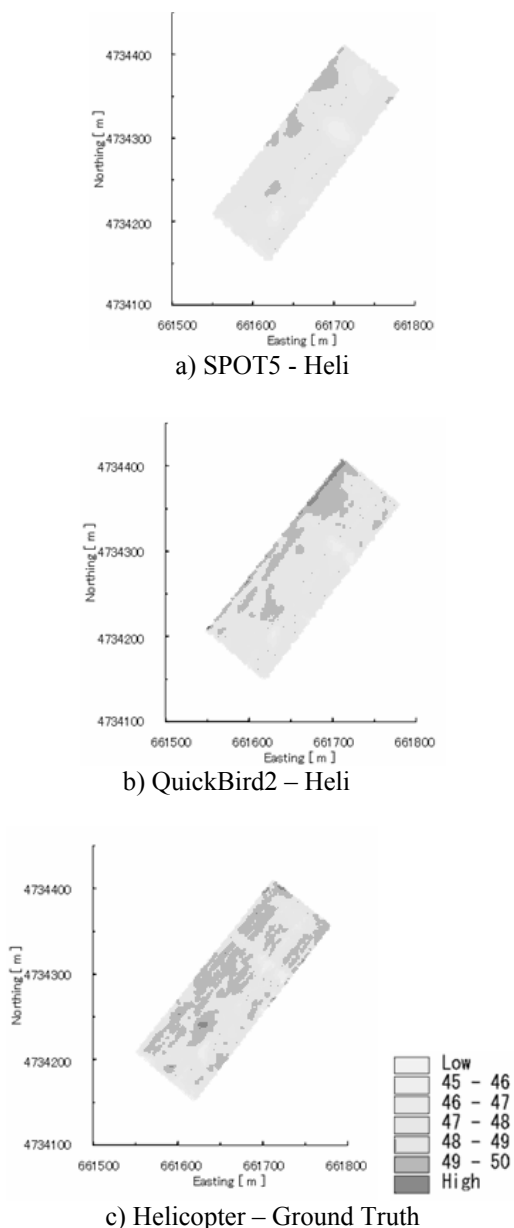 4734400
4734300
4734200
4734100
Northing [ m ]
661500 661600 661700 661800
Easting [ m ]
a) SPOT5 - Heli
4734400
4734300
4734200
4734100
Northing [ m ]
661500 661600 661700 661800
Easting [ m ]
b) QuickBird2 – Heli
4734400
4734300
4734200
4734100
Northing [ m ]
661500 661600 661700 661800
Easting [ m ]
Low
45 - 46
46 - 47
47 - 48
48 - 49
49 - 50
High
c) Helicopter – Ground Truth